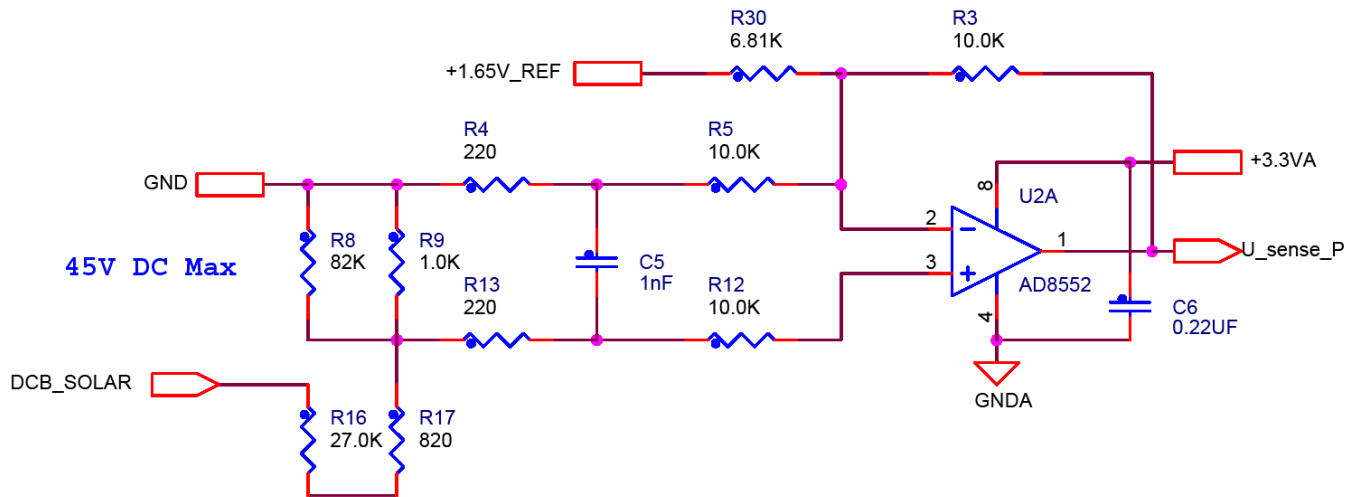 R30
6.81K
R3
10.0K
+1.65V_REF
R4
220
R5
10.0K
+3.3VA
GND
8
U2A
R8
82K
R9
1.0K
2
1
U_sense_P
45V DC Max
C5
1nF
3
AD8552
R13
220
R12
10.0K
4
C6
0.22UF
DCB_SOLAR
GNDA
R16
27.0K
R17
820